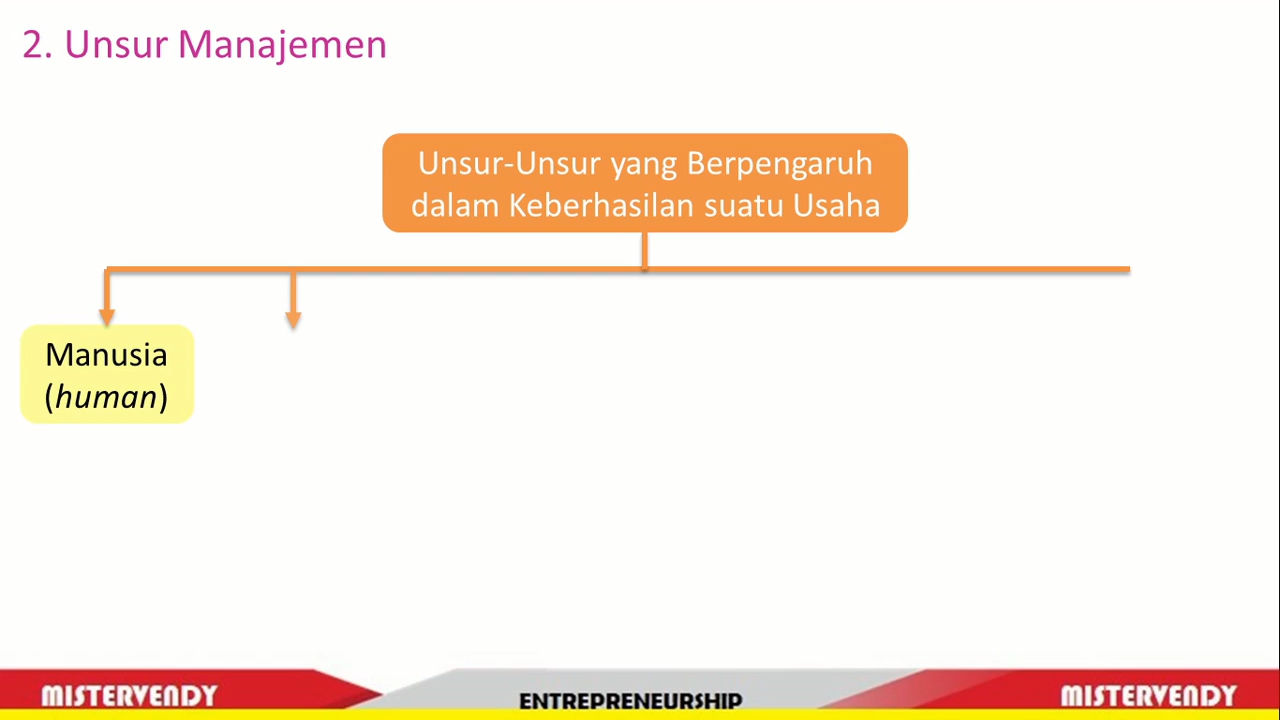 2. Unsur Manajemen
Unsur-Unsur yang Berpengaruh
dalam Keberhasilan suatu Usaha
Manusia
(human)
MISTERVENDY
ENTREPRENEURSHIP
MISTERVENDY